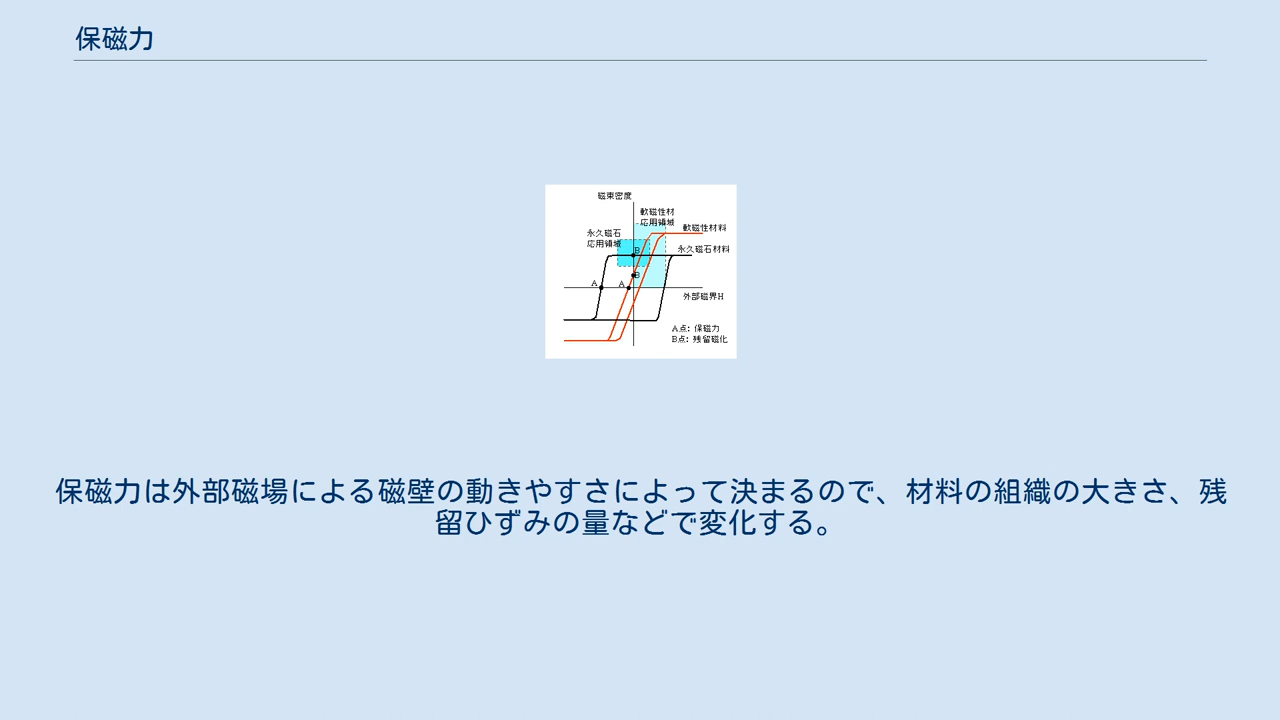 保磁力
磁束密度
軟磁性材
応用領域
軟磁性材料
永久磁石
応用領域
B
永久磁石材料
B
A
A
外部磁界H
A点: 保磁力
B点: 残留磁化
保磁力は外部磁場による磁壁の動きやすさによって決まるので、材料の組織の大きさ、残
留ひずみの量などで変化する。